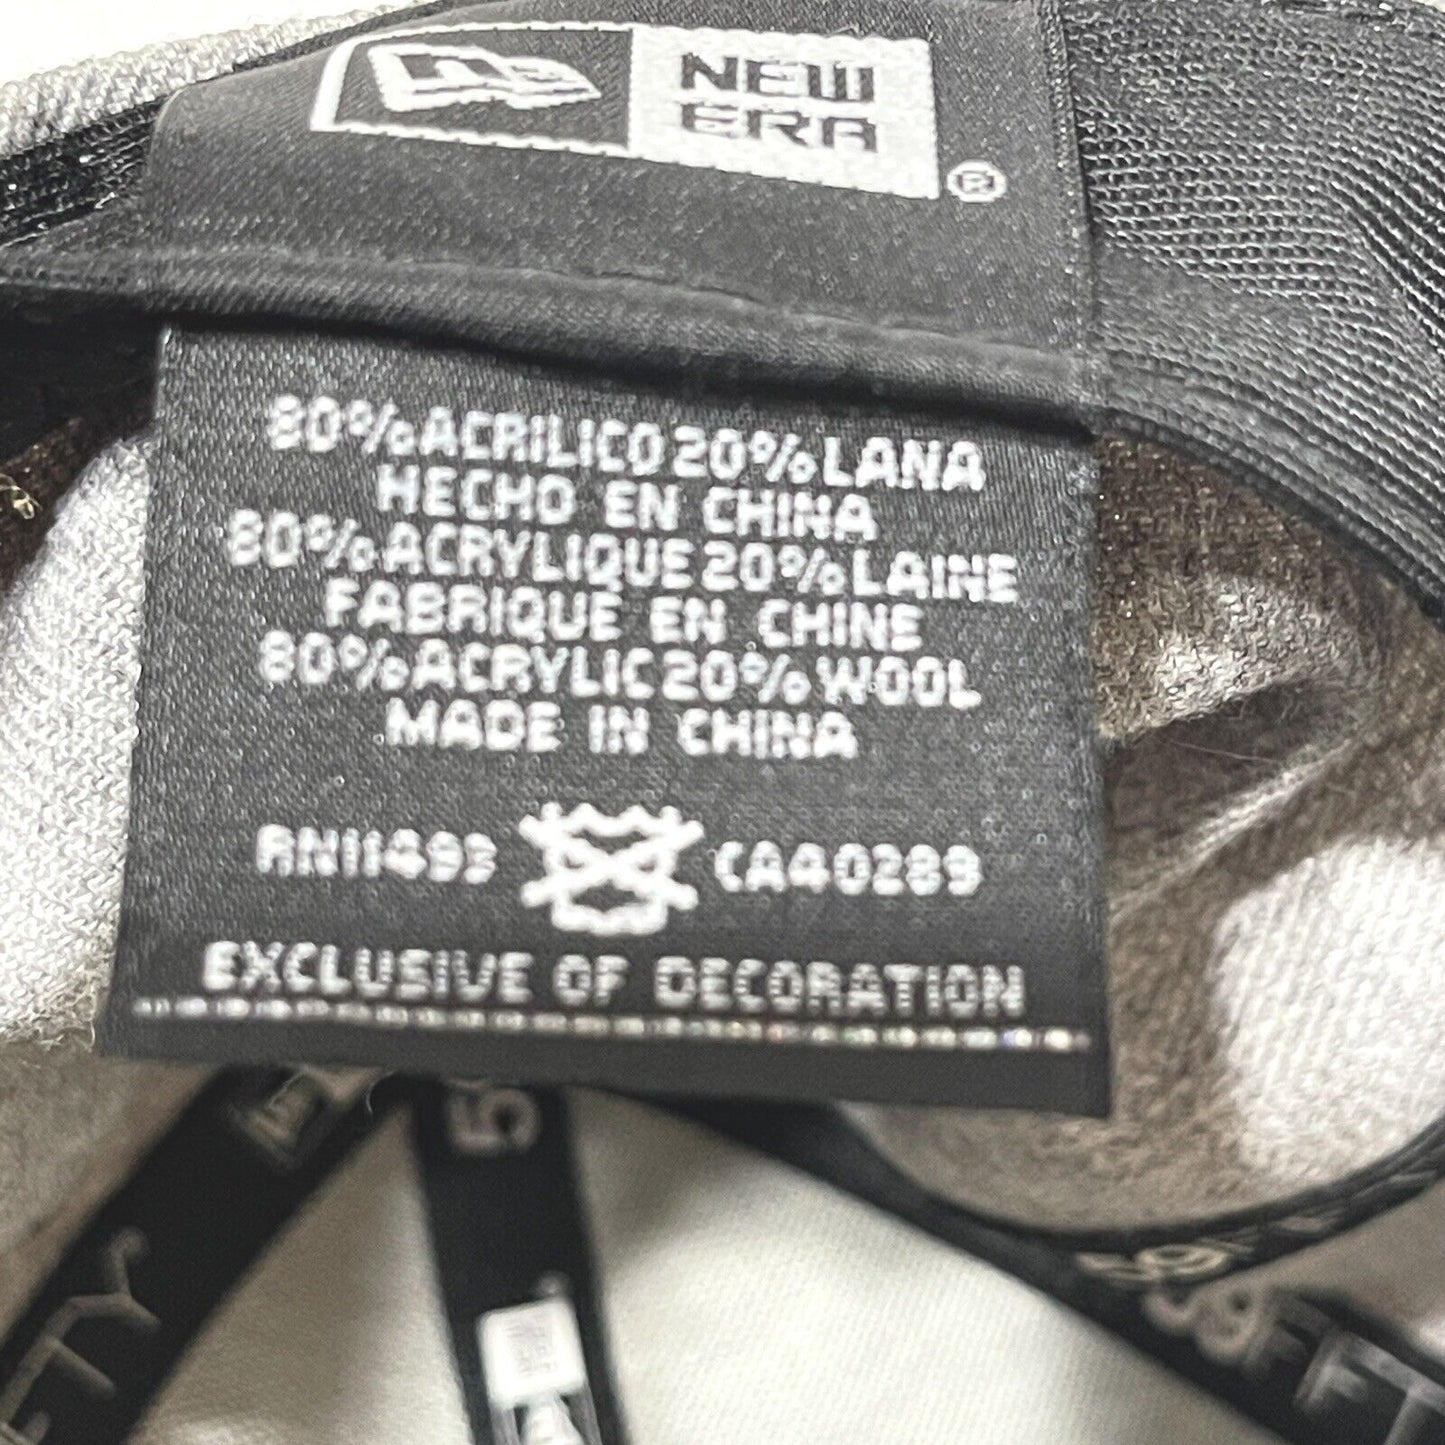 NEW
ERA
®
80% ACRILICO 20% LANA
HECHO EN CHINA
80% ACRYLIQUE 20% LAINE
FABRIQUE EN CHINE
80% ACRYLIC 20% WOOL
MADE IN CHINA
RN11493 CA40289
EXCLUSIVE OF DECORATION
59FIFTY